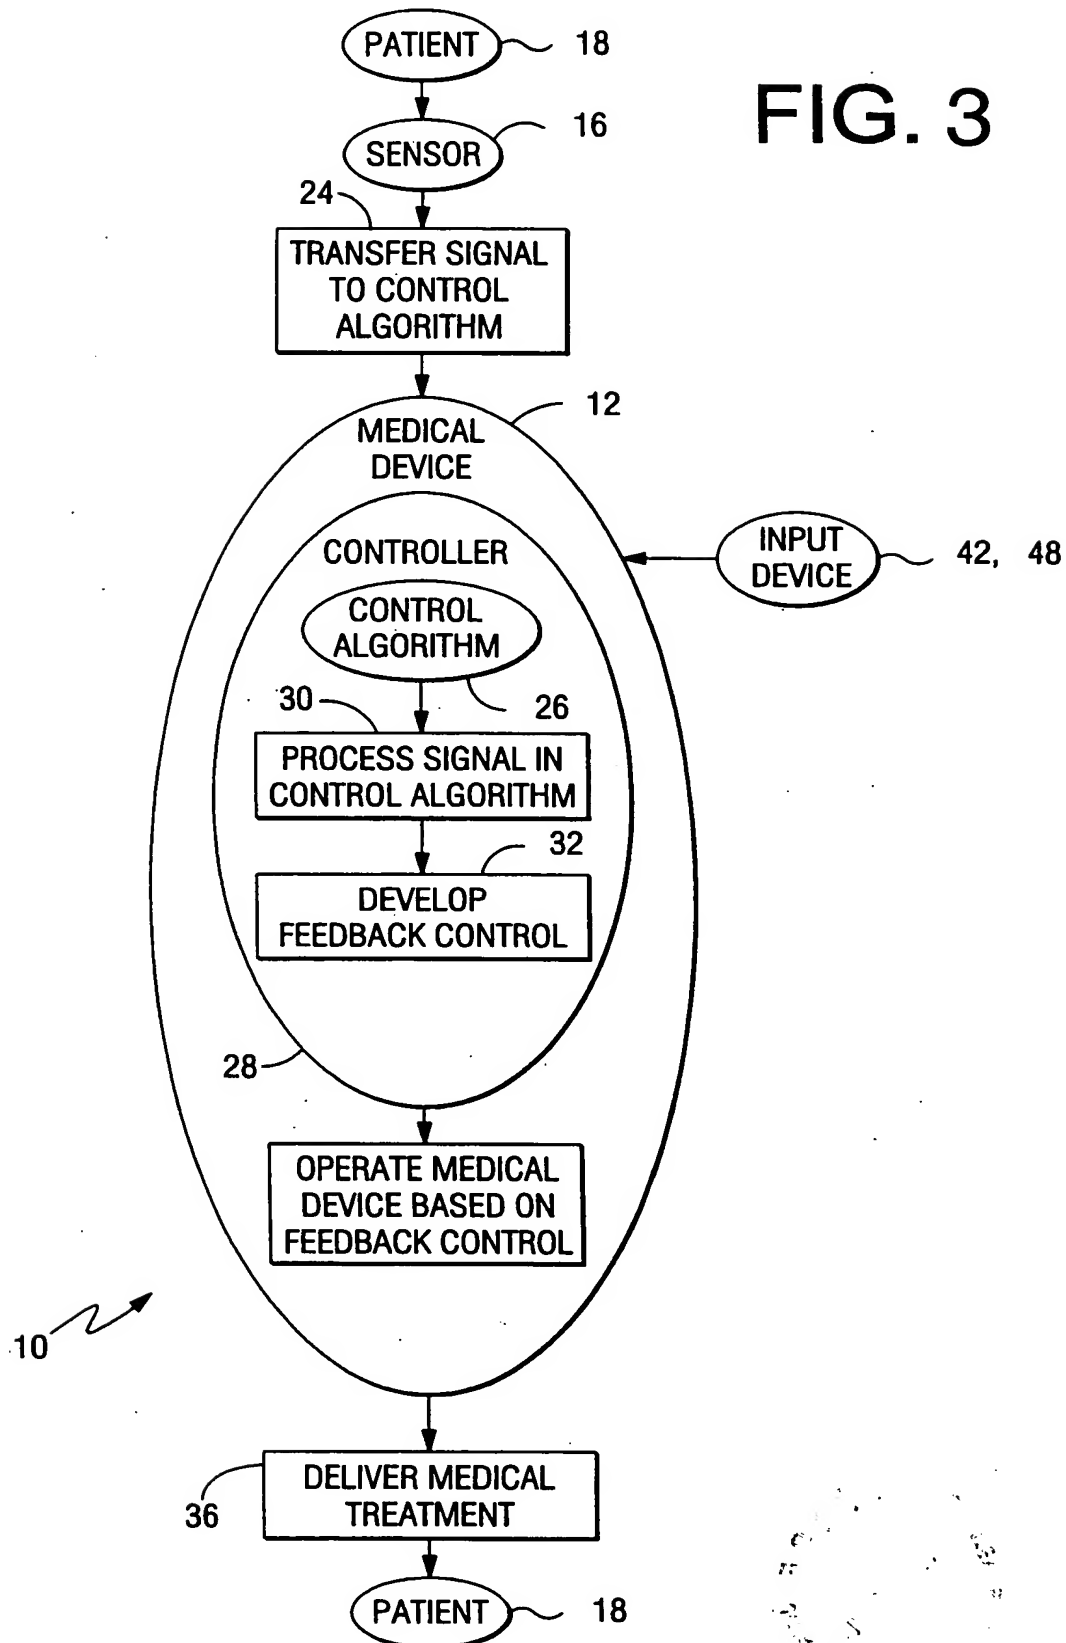 PATIENT
18
FIG. 3
SENSOR
16
24
TRANSFER SIGNAL
TO CONTROL
ALGORITHM
12
MEDICAL
DEVICE
CONTROLLER
INPUT
DEVICE
42, 48
CONTROL
ALGORITHM
26
30
PROCESS SIGNAL IN
CONTROL ALGORITHM
32
DEVELOP
FEEDBACK CONTROL
28
OPERATE MEDICAL
DEVICE BASED ON
FEEDBACK CONTROL
10
DELIVER MEDICAL
TREATMENT
36
PATIENT
18